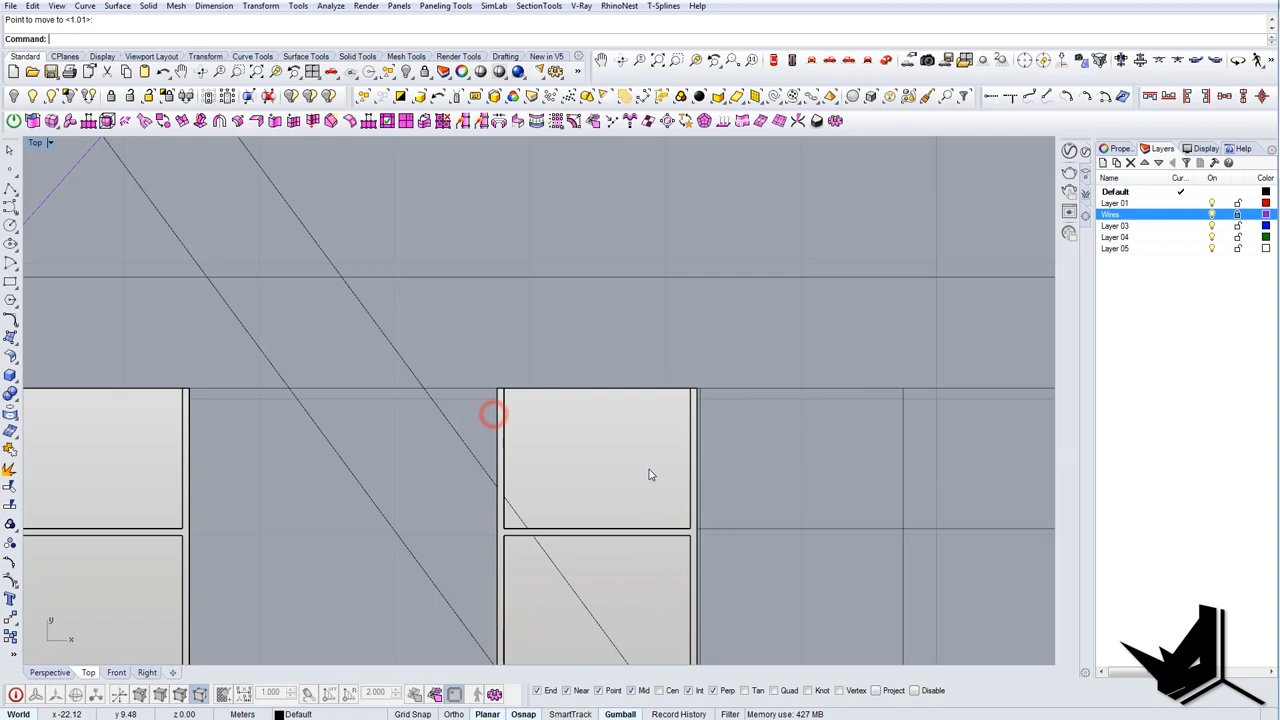 File Edit View Curve Surface Solid Mesh Dimension Transform Tools Analyze Render Panels Paneling Tools SimLab SectionTools V-Ray RhinoNest T-Splines Help
Point to move to <1.01>:
Command:
Standard CPlanes Display Viewport Layout Transform Curve Tools Surface Tools Solid Tools Mesh Tools Render Tools Drafting New in V5
Top
Prope... Layers Display Help
Name Cur... On Color
Default
Layer 01
Wires
Layer 03
Layer 04
Layer 05
y
x
Perspective Top Front Right
1.000 2.000 End Near Point Mid Cen Int Perp Tan Quad Knot Vertex Project Disable
World x -22.12 y 9.48 z 0.00 Meters Default Grid Snap Ortho Planar Osnap SmartTrack Gumball Record History Filter Memory use: 427 MB